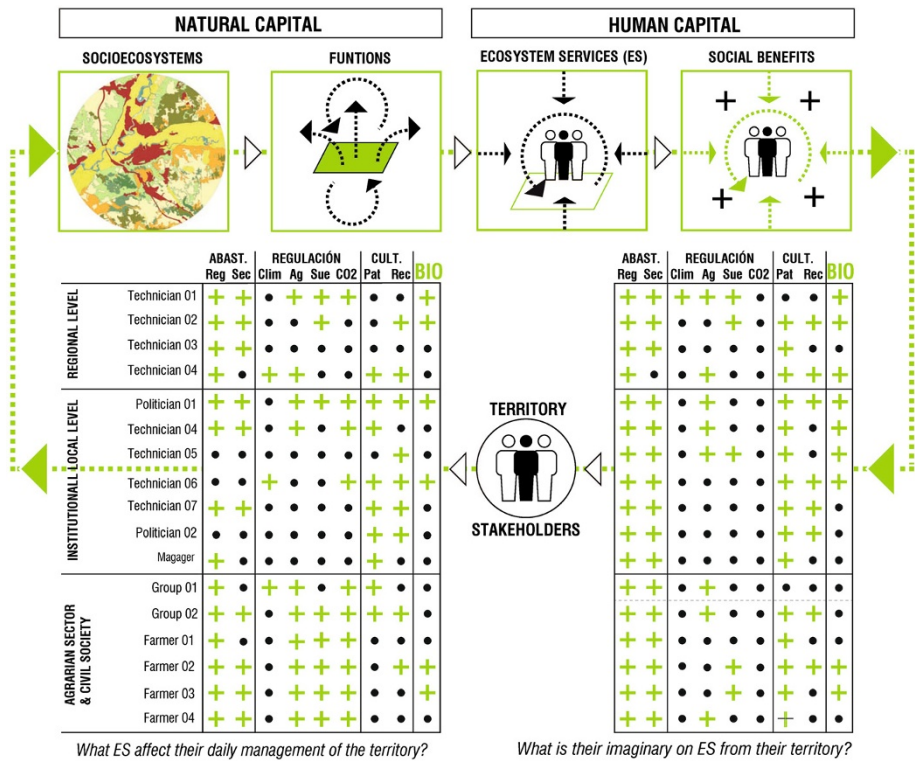 NATURAL CAPITAL
HUMAN CAPITAL
SOCIOECOSYSTEMS
FUNTIONS
ECOSYSTEM SERVICES (ES)
SOCIAL BENEFITS
ABAST. REGULACIÓN CULT. BIO
Reg Sec Clim Ag Sue CO2 Pat Rec
ABAST. REGULACIÓN CULT. BIO
Reg Sec Clim Ag Sue CO2 Pat Rec
REGIONAL LEVEL
Technician 01
Technician 02
Technician 03
Technician 04
INSTITUTIONALL LOCAL LEVEL
Politician 01
Technician 04
Technician 05
Technician 06
Technician 07
Politician 02
Magager
AGRARIAN SECTOR
& CIVIL SOCIETY
Group 01
Group 02
Farmer 01
Farmer 02
Farmer 03
Farmer 04
TERRITORY
STAKEHOLDERS
What ES affect their daily management of the territory?
What is their imaginary on ES from their territory?